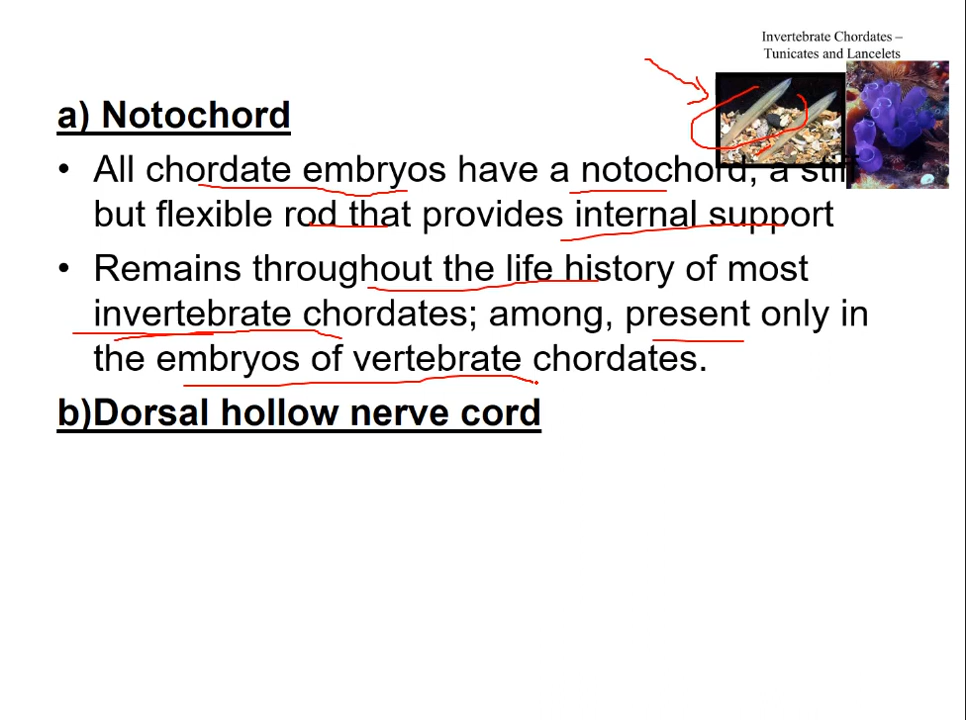 Invertebrate Chordates –
Tunicates and Lancelets
a) Notochord
• All chordate embryos have a notochord, a stiff
but flexible rod that provides internal support
• Remains throughout the life history of most
invertebrate chordates; among, present only in
the embryos of vertebrate chordates.
b)Dorsal hollow nerve cord